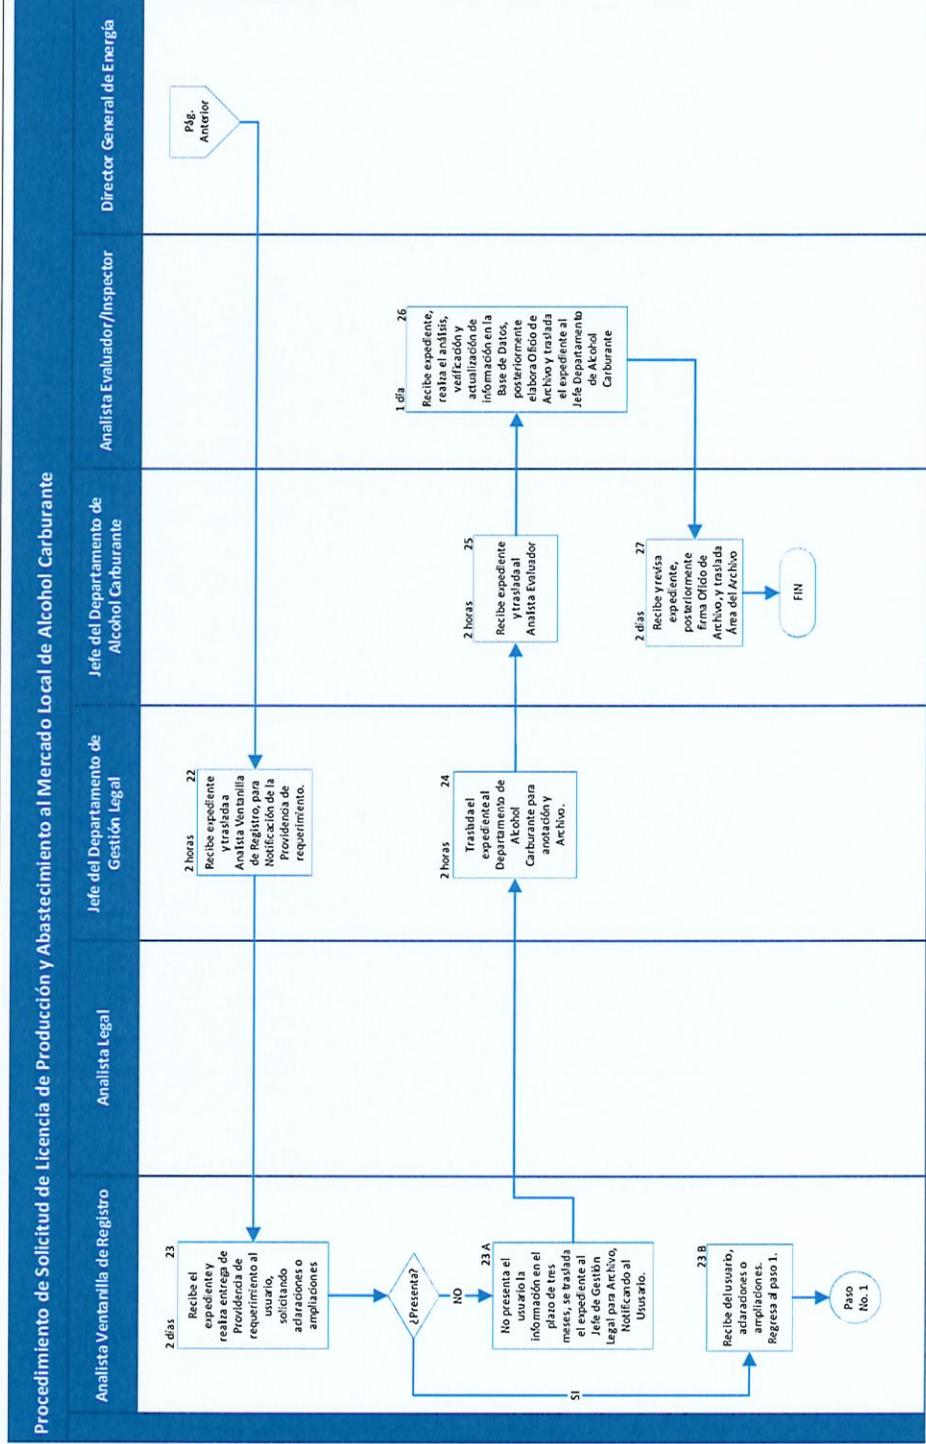 Procedimiento de Solicitud de Licencia de Producción y Abastecimiento al Mercado Local de Alcohol Carburante
Analista Ventanilla de Registro
Analista Legal
Jefe del Departamento de
Gestión Legal
Jefe del Departamento de
Alcohol Carburante
Analista Evaluador/Inspector
Director General de Energía
Pág.
Anterior
2 horas
22
Recibe expediente
y traslada a
Analista Ventanilla
de Registro, para
Notificación de la
Providencia de
requerimiento.
2 días
23
Recibe el
expediente y
realiza entrega de
Providencia de
requerimiento al
usuario,
solicitando
aclaraciones o
ampliaciones
¿Presenta?
NO
SI
23 A
No presenta el
usuario la
información en el
plazo de tres
meses, se traslada
el expediente al
Jefe de Gestión
Legal para Archivo,
Notificando al
Ususario.
23 B
Recibe del usuario,
aclaraciones o
ampliaciones.
Regresa al paso 1.
Paso
No. 1
2 horas
24
Traslada el
expediente al
Departamento de
Alcohol
Carburante para
anotación y
Archivo.
2 horas
25
Recibe expediente
y traslada al
Analista Evaluador
1 día
26
Recibe expediente,
realiza el análisis,
verificación y
actualización de
información en la
Base de Datos,
posteriormente
elabora Oficio de
Archivo y traslada
el expediente al
Jefe Departamento
de Alcohol
Carburante
2 días
27
Recibe y revisa
expediente,
posteriormente
firma Oficio de
Archivo, y traslada
Área del Archivo
FIN